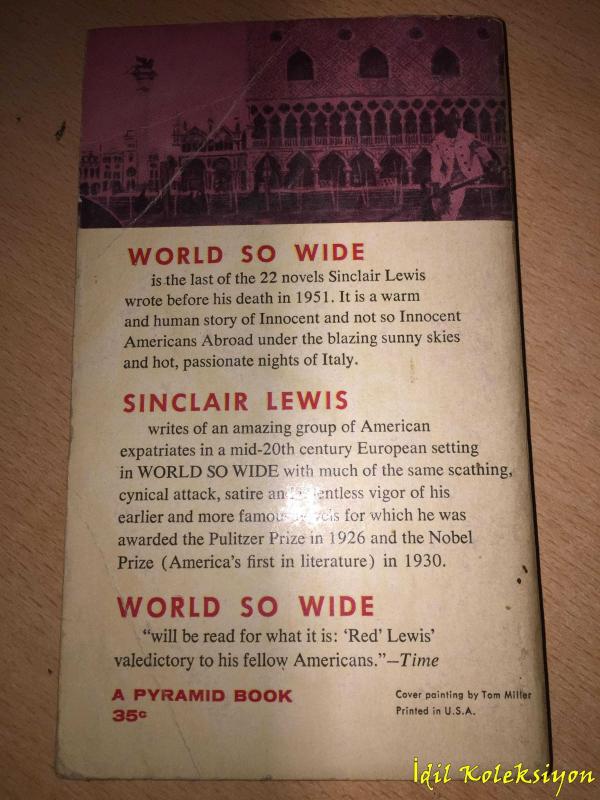 WORLD SO WIDE
is the last of the 22 novels Sinclair Lewis
wrote before his death in 1951. It is a warm
and human story of Innocent and not so Innocent
Americans Abroad under the blazing sunny skies
and hot, passionate nights of Italy.
SINCLAIR LEWIS
writes of an amazing group of American
expatriates in a mid-20th century European setting
in WORLD SO WIDE with much of the same scathing,
cynical attack, satire and relentless vigor of his
earlier and more famous novels for which he was
awarded the Pulitzer Prize in 1926 and the Nobel
Prize (America's first in literature) in 1930.
WORLD SO WIDE
“will be read for what it is: ‘Red’ Lewis’
valedictory to his fellow Americans.”—Time
A PYRAMID BOOK
35c
Cover painting by Tom Miller
Printed in U.S.A.
İdil Koleksiyon